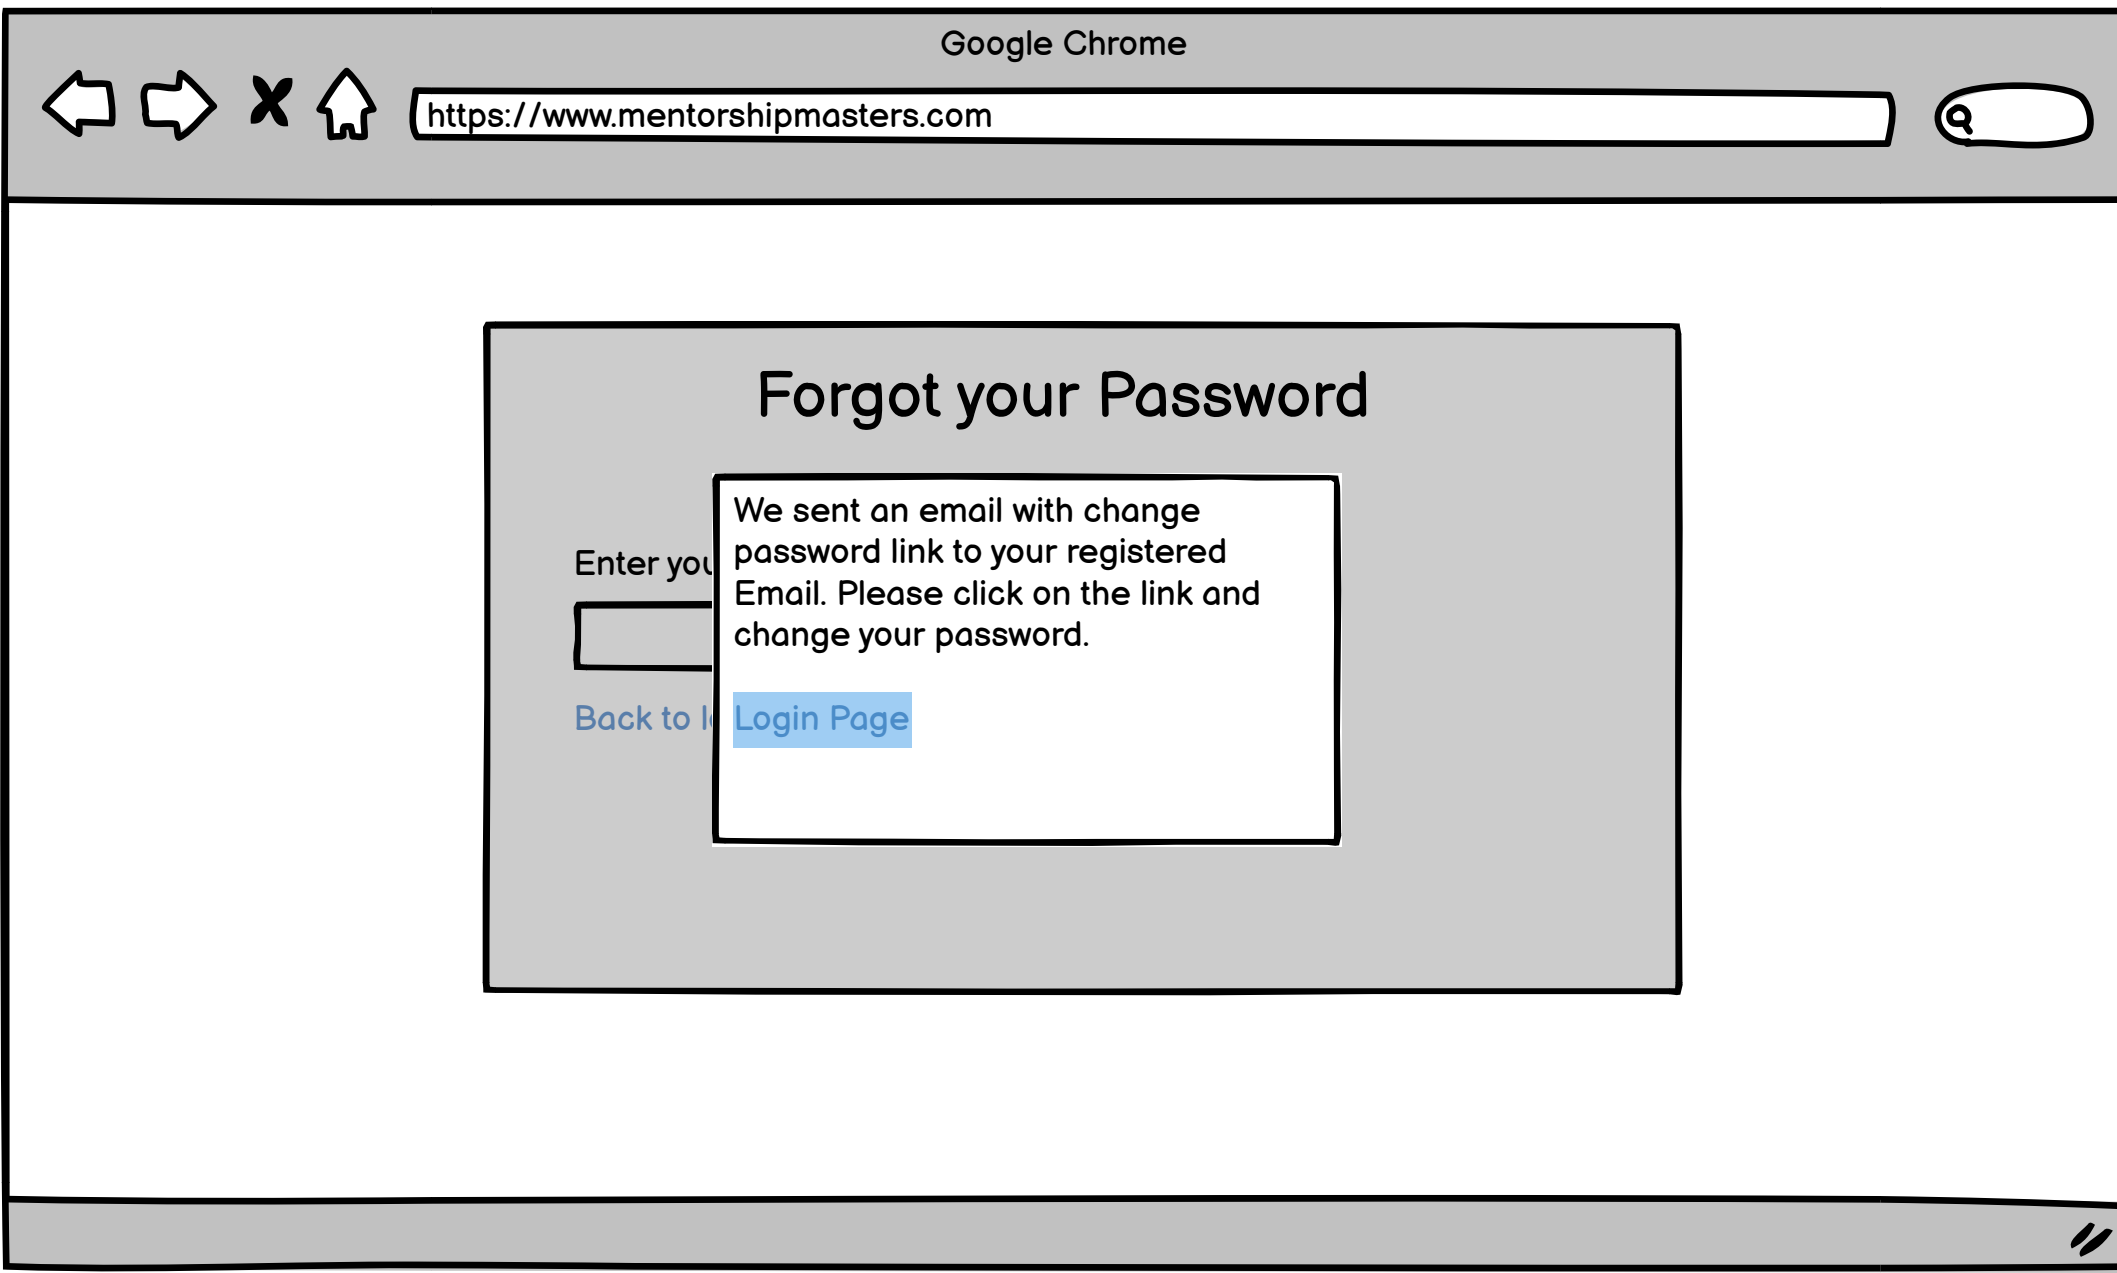 Google Chrome
https://www.mentorshipmasters.com
Forgot your Password
We sent an email with change
password link to your registered
Email. Please click on the link and
change your password.
Enter
Back to
Login Page